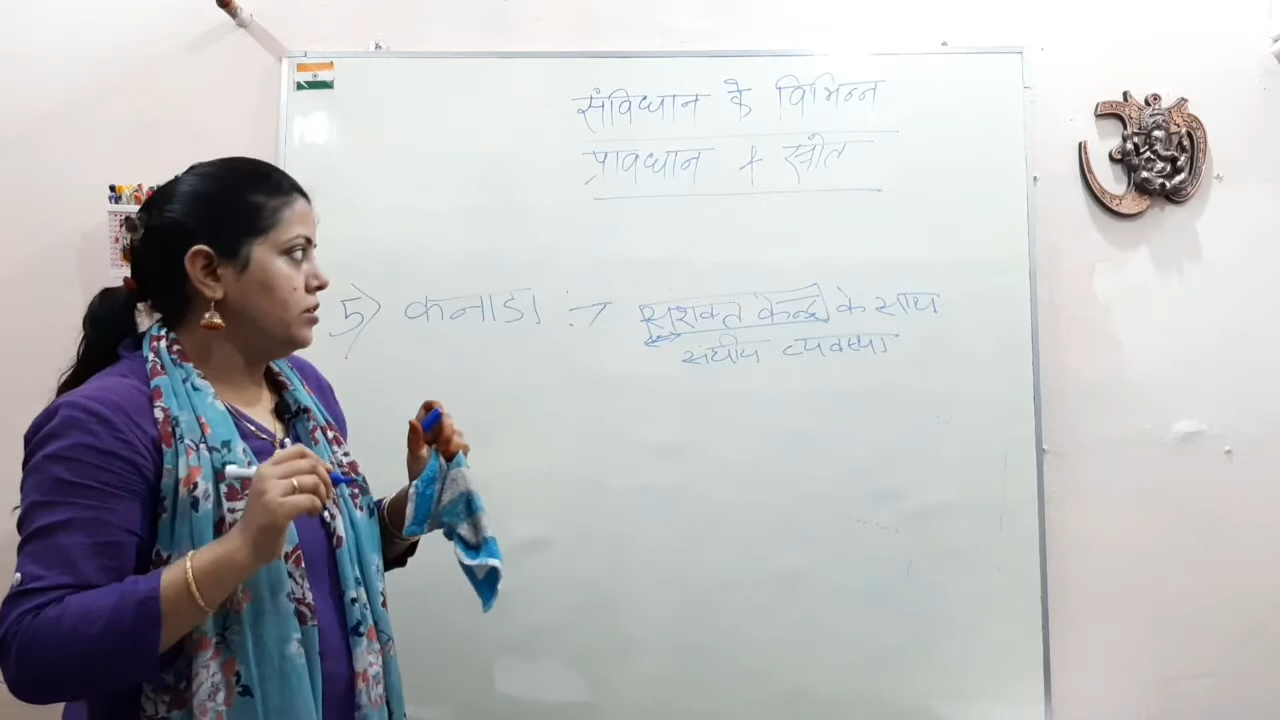 संविधान के विभिन्न
प्रावधान + स्त्रोत
5) कनाडा :→ सशक्त केन्द्र के साथ
संघीय व्यवस्था